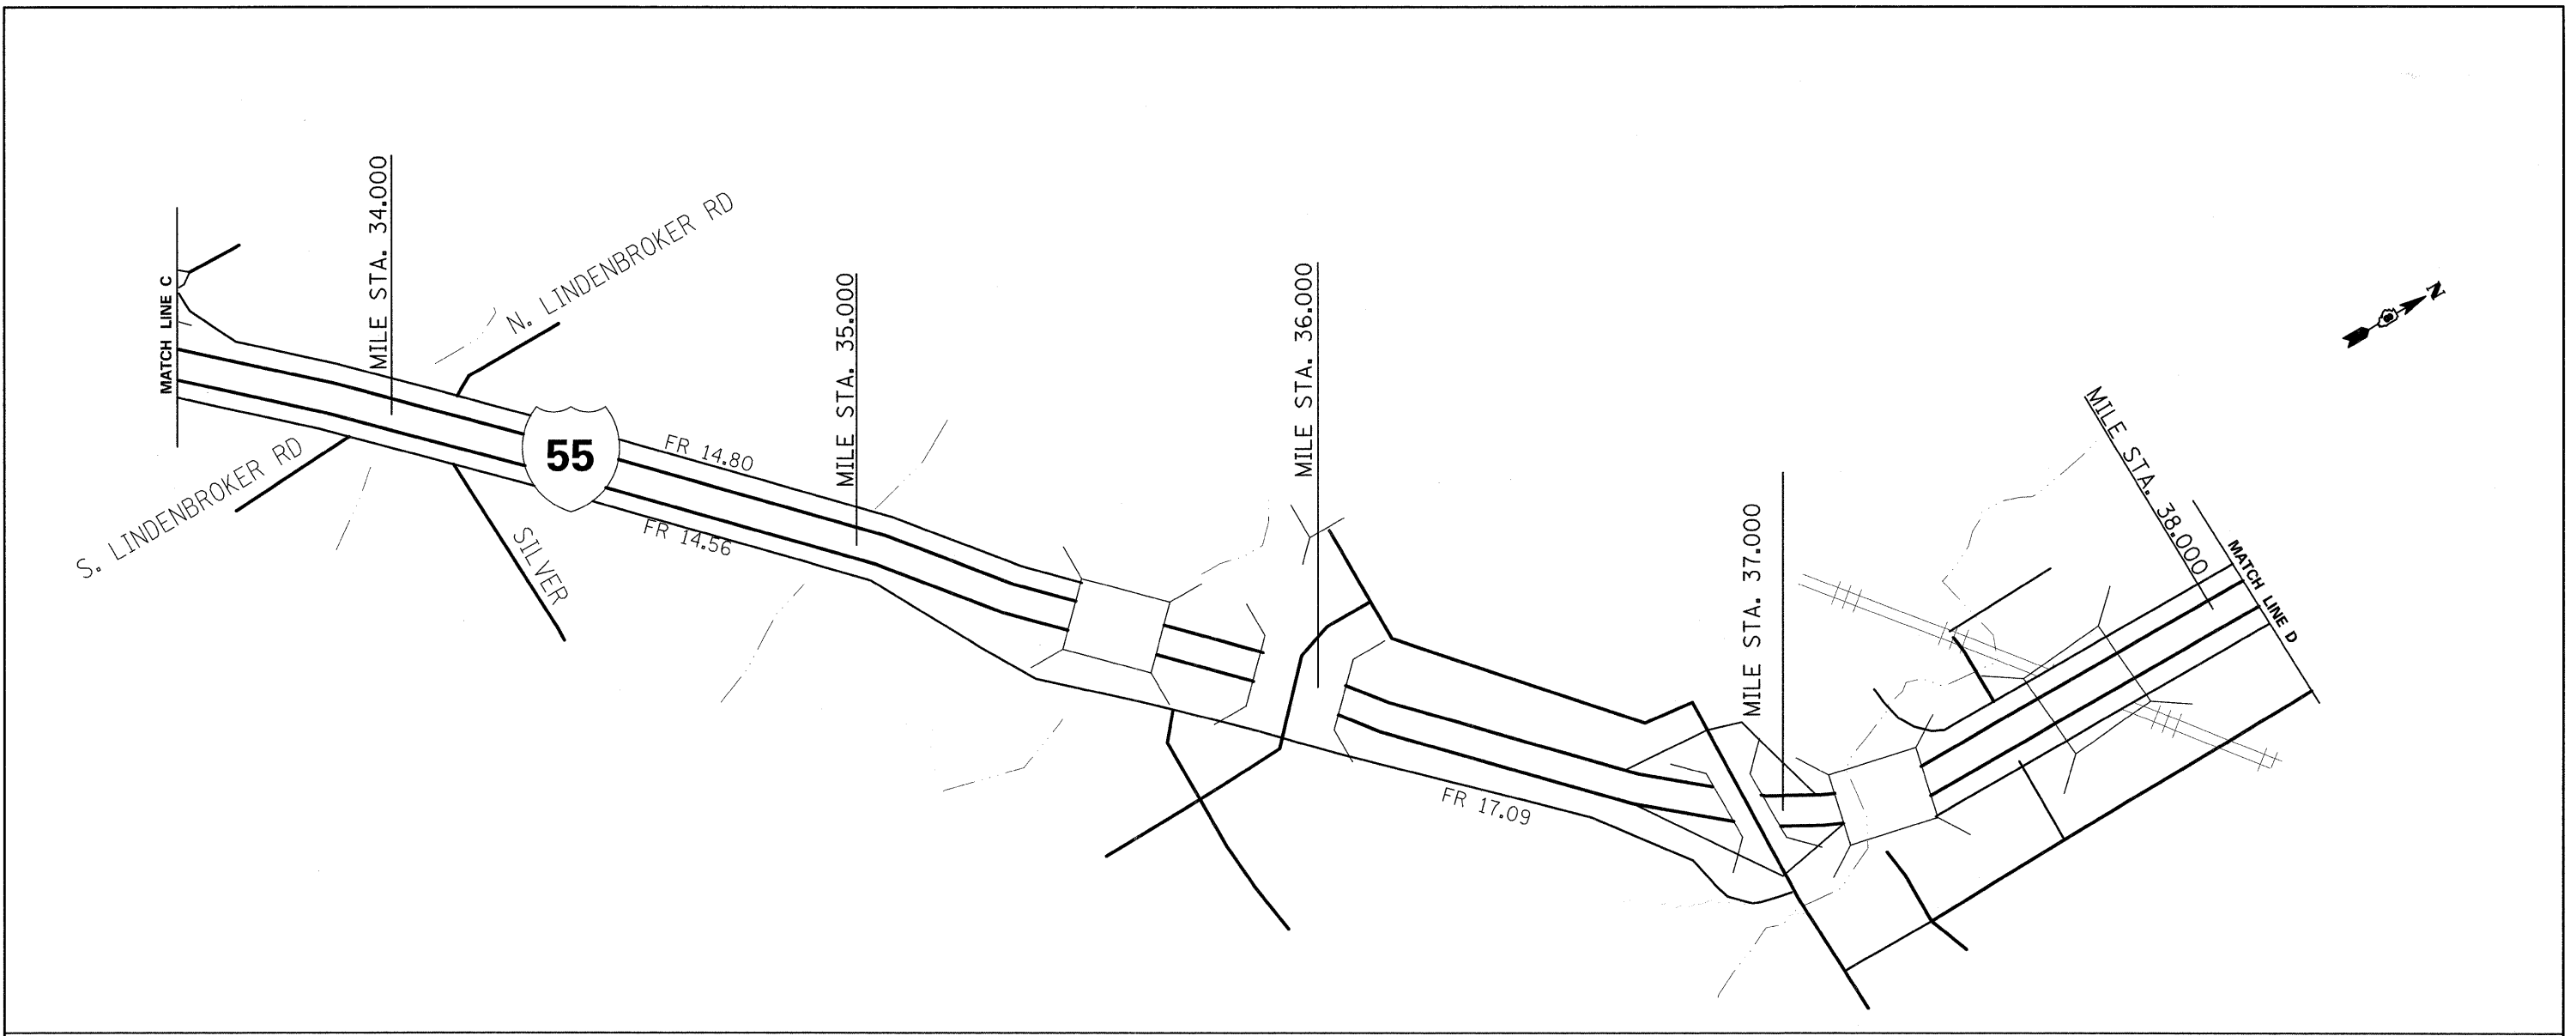 MATCH LINE C
MILE STA. 34.000
N. LINDENBROKER RD
S. LINDENBROKER RD
SILVER
55
FR 14.80
FR 14.56
MILE STA. 35.000
MILE STA. 36.000
FR 17.09
MILE STA. 37.000
MILE STA. 38.000
MATCH LINE D
N